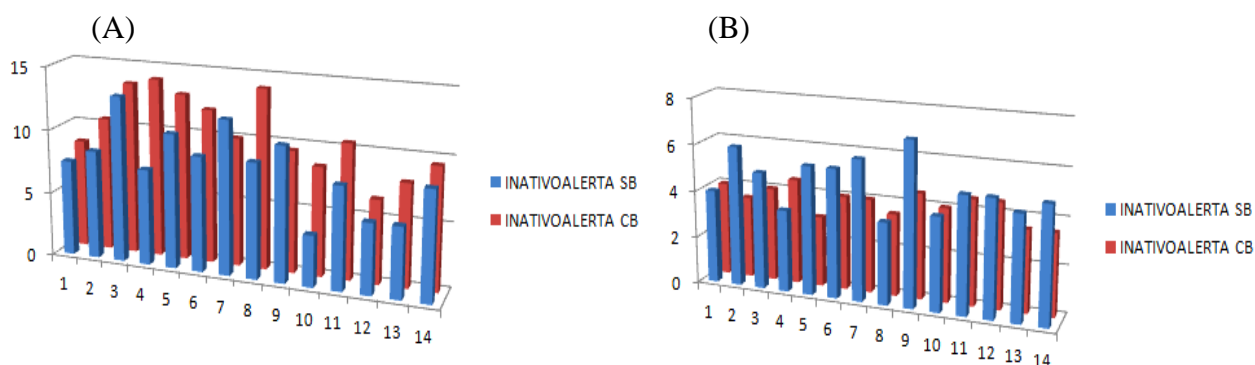 (A)
15
10
5
0
1 2 3 4 5 6 7 8 9 10 11 12 13 14
INATIVOALERTA SB
INATIVOALERTA CB
(B)
8
6
4
2
0
1 2 3 4 5 6 7 8 9 10 11 12 13 14
INATIVOALERTA SB
INATIVOALERTA CB